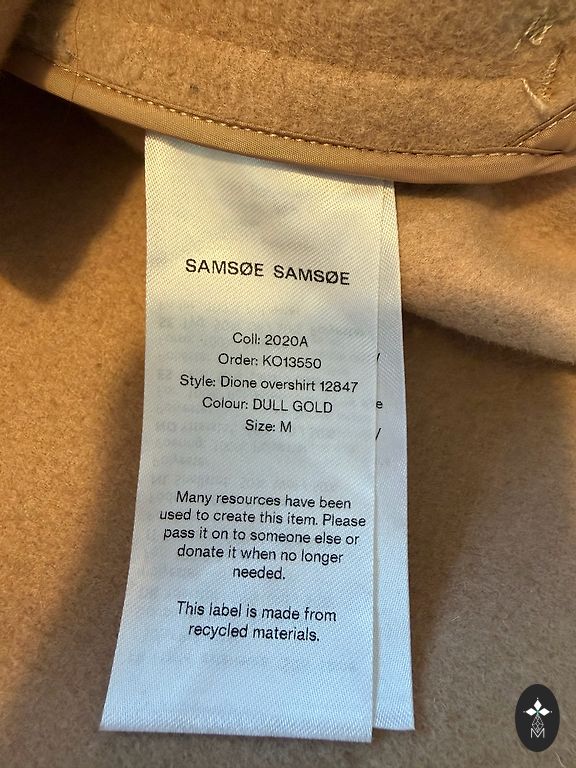 SAMSØE SAMSØE
Coll: 2020A
Order: KO13550
Style: Dione overshirt 12847
Colour: DULL GOLD
Size: M
Many resources have been
used to create this item. Please
pass it on to someone else or
donate it when no longer
needed.
This label is made from
recycled materials.
M